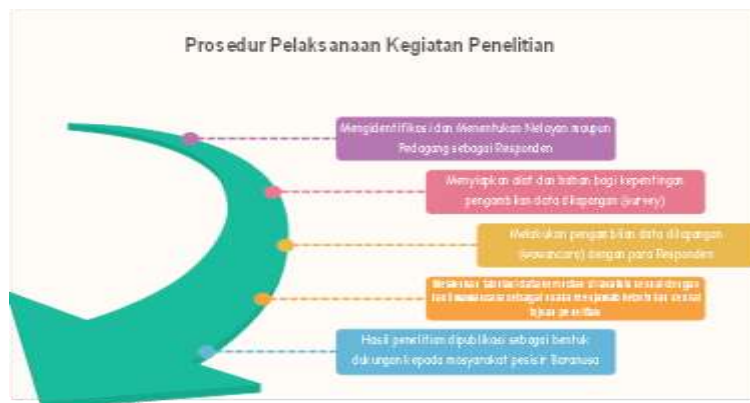 Prosedur Pelaksanaan Kegiatan Penelitian
Mengidentifikasi dan Menentukan Nelayan maupun
Pedagang sebagai Responden
Menyiapkan alat dan bahan bagi kepentingan
pengambilan data dilapangan (survey)
Melakukan pengambilan data dilapangan
(wawancara) dengan para Responden
tujuan penelitian
Hasil penelitian dipublikasi sebagai bentuk
dukungan kepada masyarakat pesisir Baranusa